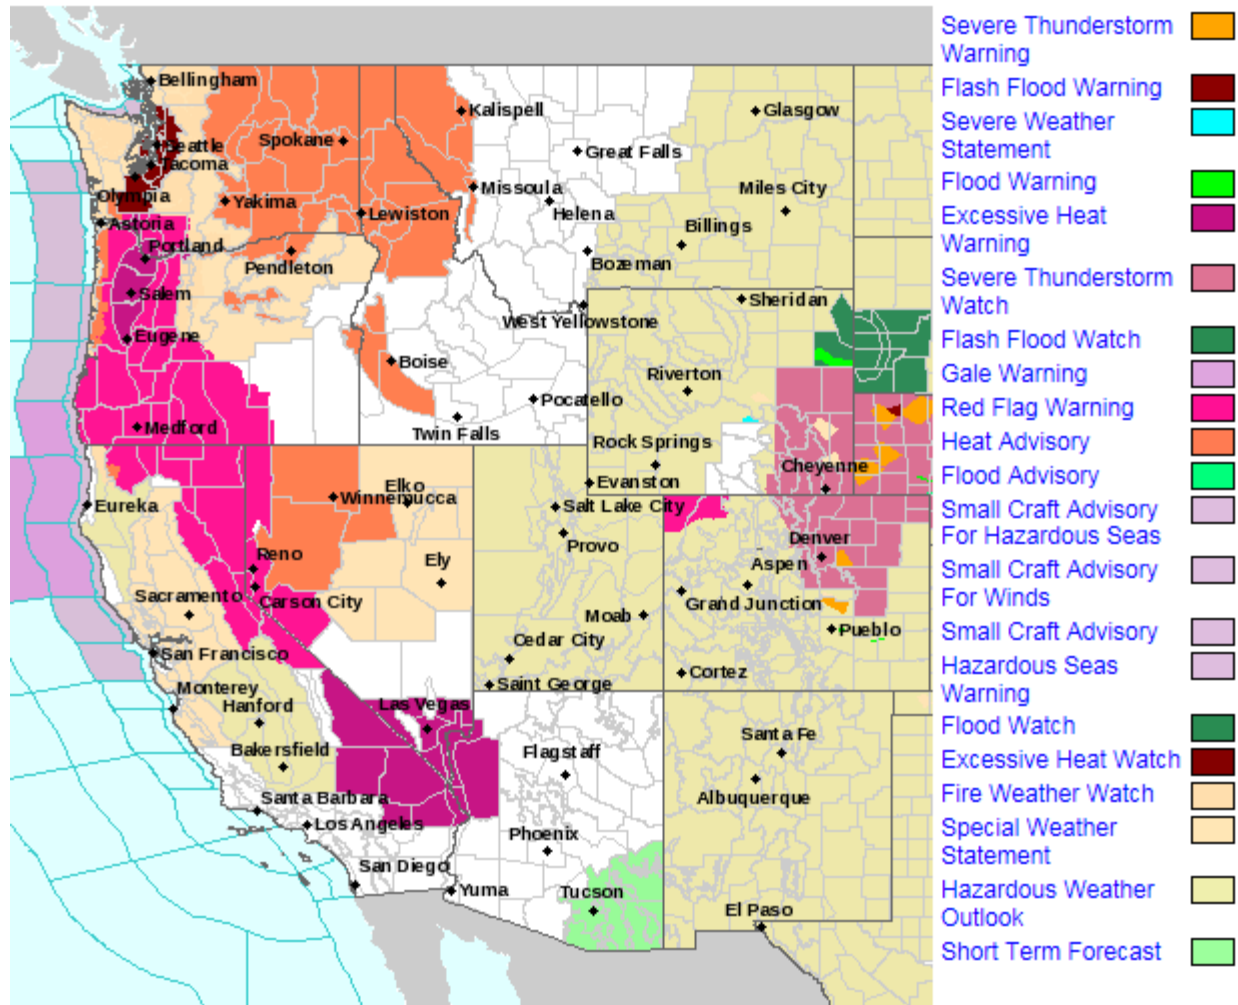 Bellingham
Seattle
Tacoma
Olympia
Astoria
Portland
Salem
Eugene
Medford
Spokane
Yakima
Pendleton
Lewiston
Kalispell
Great Falls
Missoula
Helena
Bozeman
Glasgow
Miles City
Billings
West Yellowstone
Sheridan
Boise
Twin Falls
Pocatello
Riverton
Rock Springs
Evanston
Cheyenne
Eureka
Winnemucca
Elko
Ely
Reno
Carson City
Sacramento
San Francisco
Monterey
Hanford
Bakersfield
Santa Barbara
Los Angeles
San Diego
Las Vegas
Salt Lake City
Provo
Moab
Cedar City
Saint George
Denver
Aspen
Grand Junction
Pueblo
Cortez
Flagstaff
Phoenix
Yuma
Tucson
Santa Fe
Albuquerque
El Paso
Severe Thunderstorm
Warning
Flash Flood Warning
Severe Weather
Statement
Flood Warning
Excessive Heat
Warning
Severe Thunderstorm
Watch
Flash Flood Watch
Gale Warning
Red Flag Warning
Heat Advisory
Flood Advisory
Small Craft Advisory
For Hazardous Seas
Small Craft Advisory
For Winds
Small Craft Advisory
Hazardous Seas
Warning
Flood Watch
Excessive Heat Watch
Fire Weather Watch
Special Weather
Statement
Hazardous Weather
Outlook
Short Term Forecast